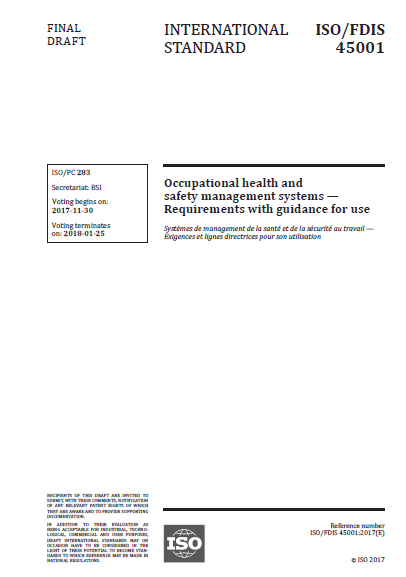 FINAL
DRAFT
INTERNATIONAL
STANDARD
ISO/FDIS
45001
ISO/PC 283
Secretariat: BSI
Voting begins on:
2017-11-30
Voting terminates
on: 2018-01-25
Occupational health and
safety management systems —
Requirements with guidance for use
Systèmes de management de la santé et de la sécurité au travail —
Exigences et lignes directrices pour son utilisation
RECIPIENTS OF THIS DRAFT ARE INVITED TO
SUBMIT, WITH THEIR COMMENTS, NOTIFICATION
OF ANY RELEVANT PATENT RIGHTS OF WHICH
THEY ARE AWARE AND TO PROVIDE SUPPORTING
DOCUMENTATION.
IN ADDITION TO THEIR EVALUATION AS
BEING ACCEPTABLE FOR INDUSTRIAL, TECHNO-
LOGICAL, COMMERCIAL AND USER PURPOSES,
DRAFT INTERNATIONAL STANDARDS MAY ON
OCCASION HAVE TO BE CONSIDERED IN THE
LIGHT OF THEIR POTENTIAL TO BECOME STAN-
DARDS TO WHICH REFERENCE MAY BE MADE IN
NATIONAL REGULATIONS.
ISO
Reference number
ISO/FDIS 45001:2017(E)
© ISO 2017